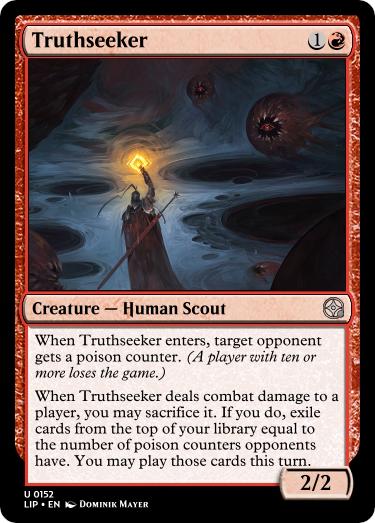 Truthseeker 1
Creature — Human Scout
When Truthseeker enters, target opponent
gets a poison counter. (A player with ten or
more loses the game.)
When Truthseeker deals combat damage to a
player, you may sacrifice it. If you do, exile
cards from the top of your library equal to
the number of poison counters opponents
have. You may play those cards this turn.
2/2
U 0152
LIP • EN DOMINIK MAYER